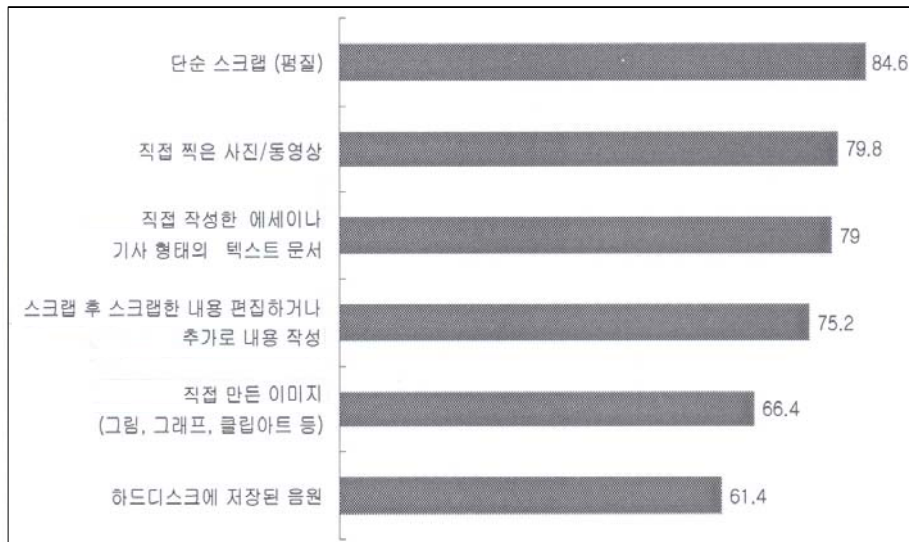 단순 스크랩 (펌질)
84.6
직접 찍은 사진/동영상
79.8
직접 작성한 에세이나
기사 형태의 텍스트 문서
79
스크랩 후 스크랩한 내용 편집하거나
추가로 내용 작성
75.2
직접 만든 이미지
(그림, 그래프, 클립아트 등)
66.4
하드디스크에 저장된 음원
61.4